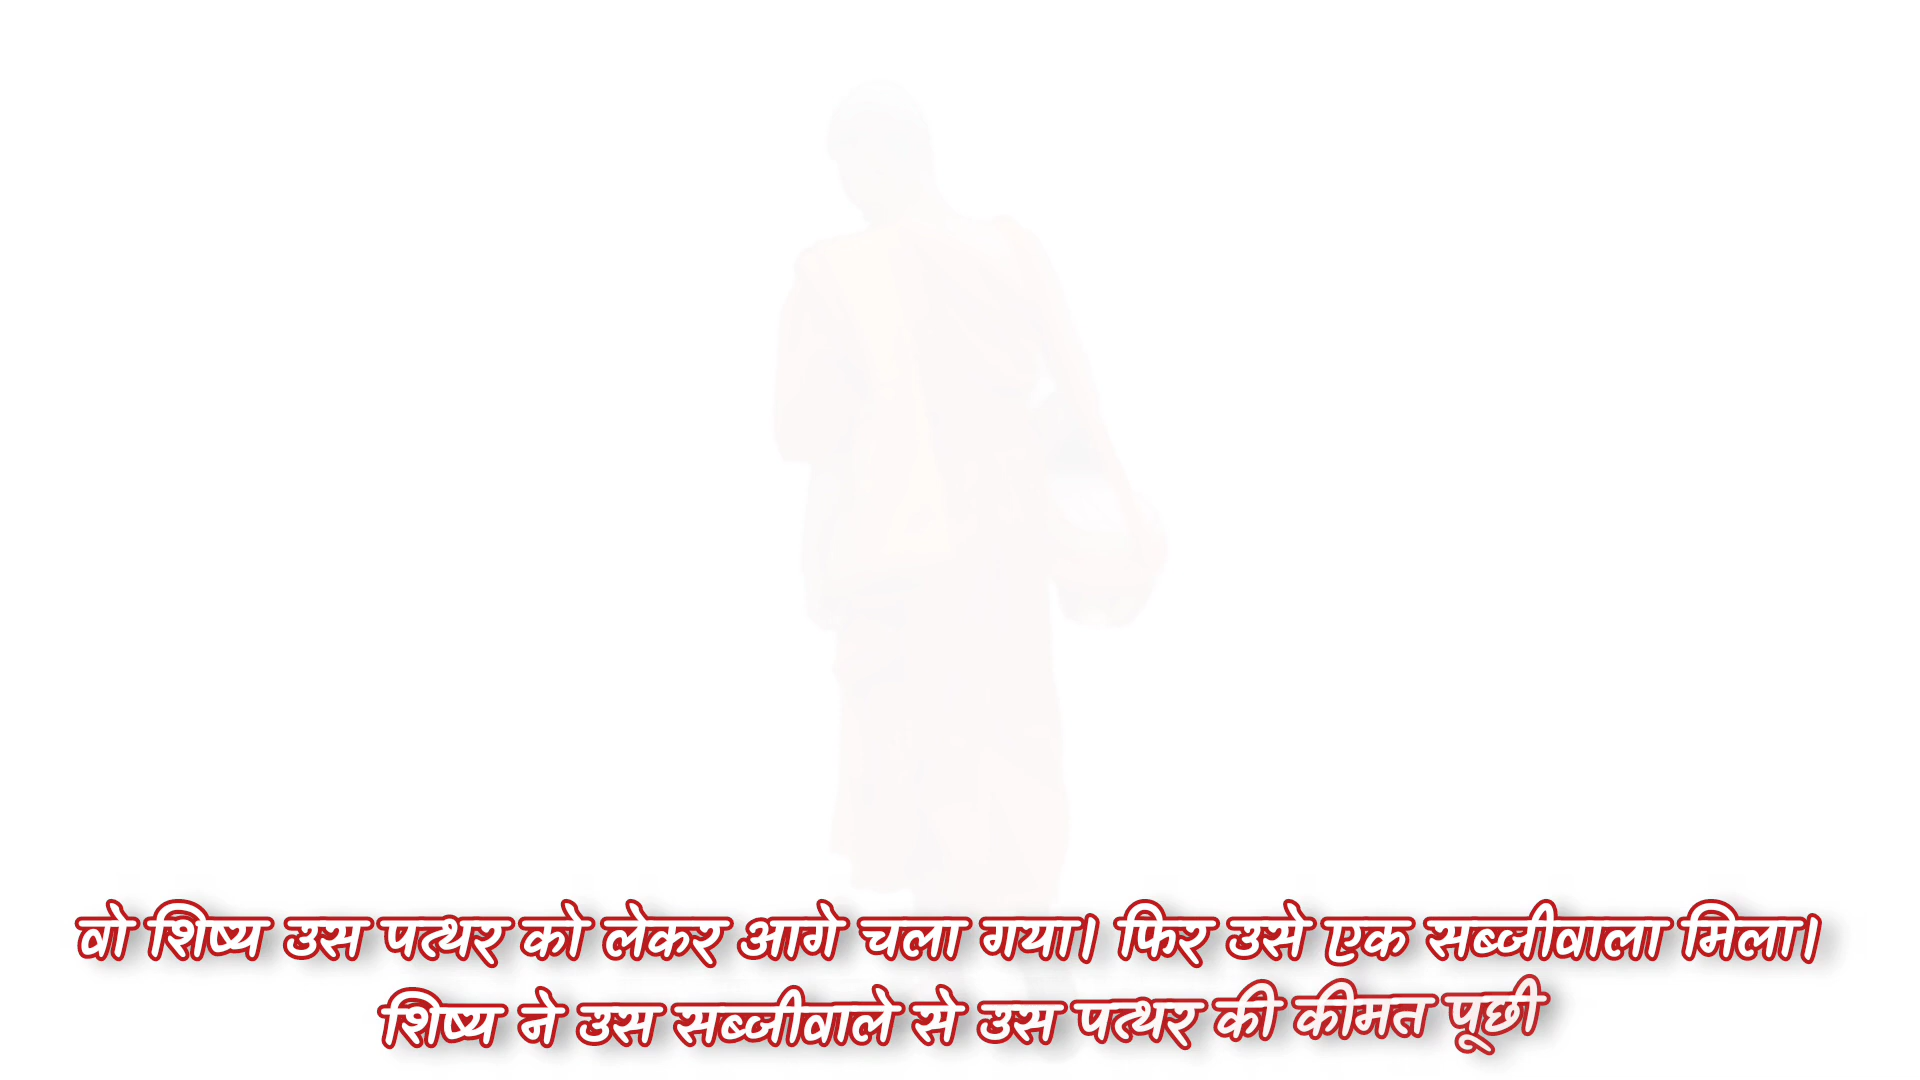 वो शिष्य उस पत्थर को लेकर आगे चला गया। फिर उसे एक सब्जीवाला मिला।
शिष्य ने उस सब्जीवाले से उस पत्थर की कीमत पूछी